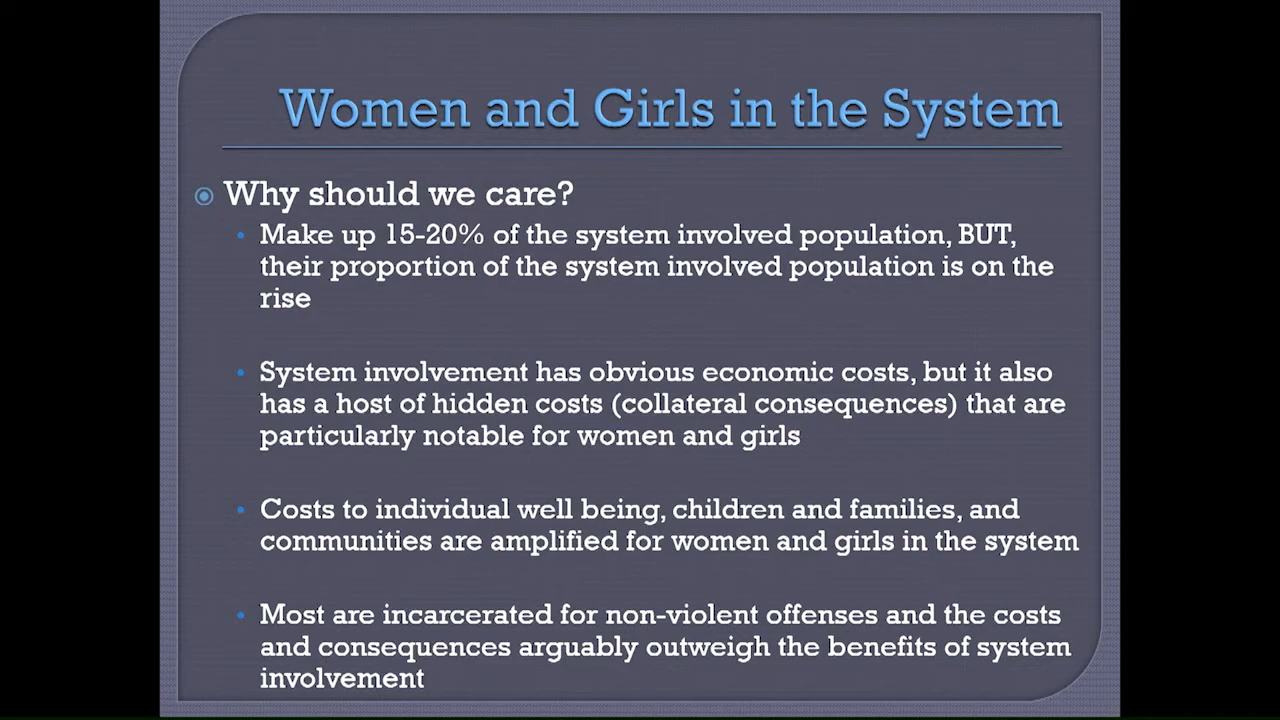 Women and Girls in the System
Why should we care?
Make up 15-20% of the system involved population, BUT,
their proportion of the system involved population is on the
rise
System involvement has obvious economic costs, but it also
has a host of hidden costs (collateral consequences) that are
particularly notable for women and girls
Costs to individual well being, children and families, and
communities are amplified for women and girls in the system
Most are incarcerated for non-violent offenses and the costs
and consequences arguably outweigh the benefits of system
involvement